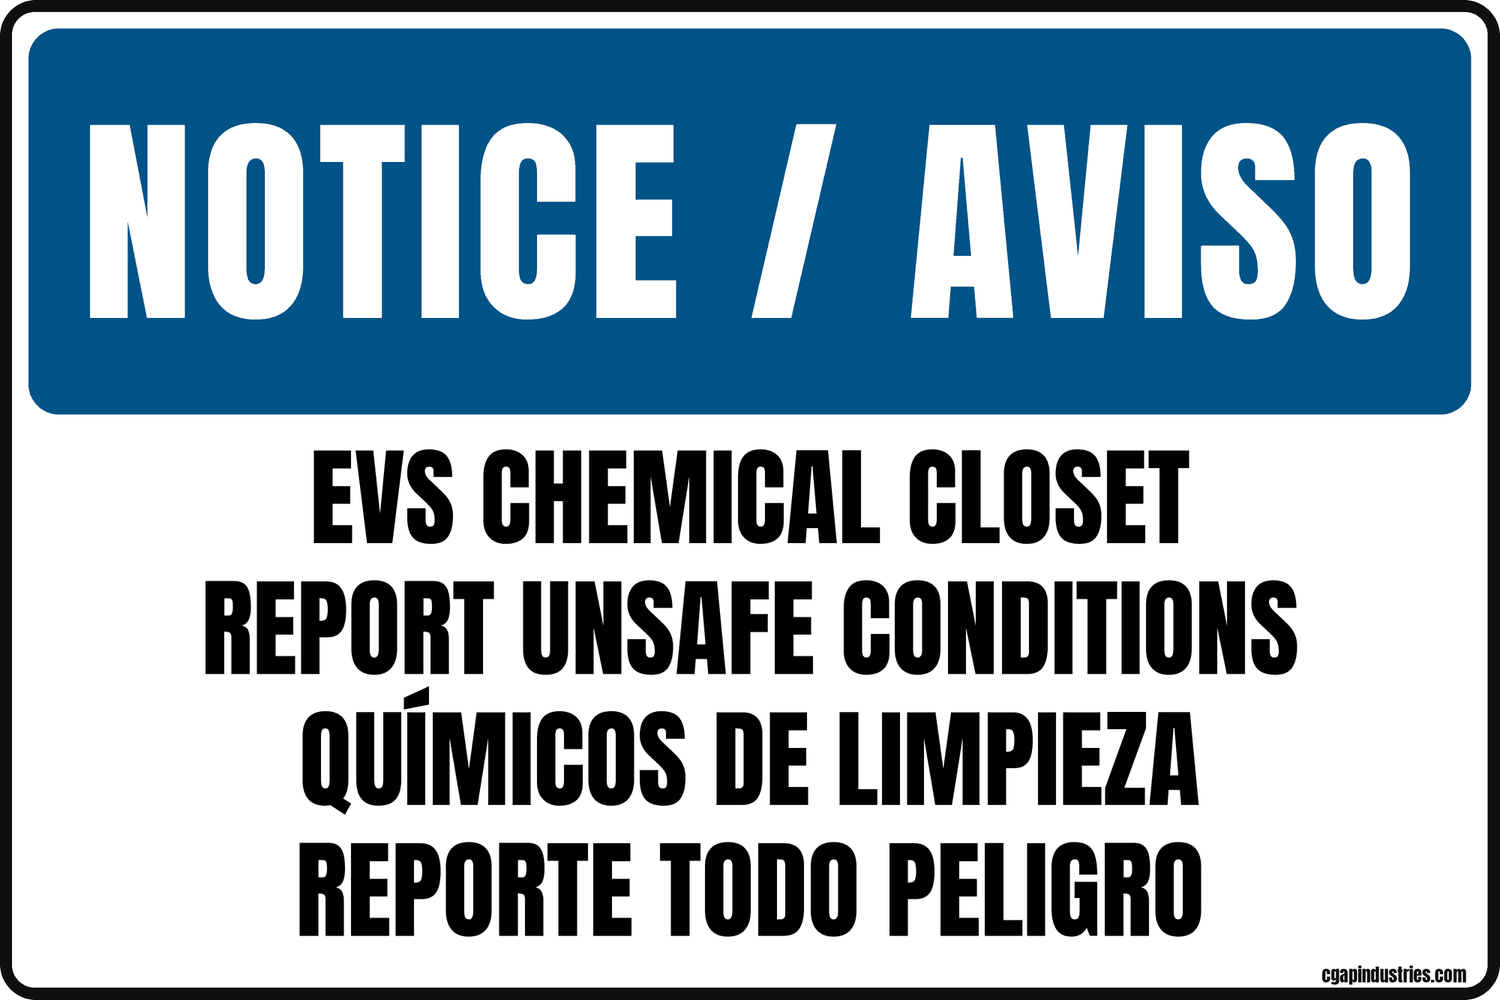 NOTICE / AVISO
EVS CHEMICAL CLOSET
REPORT UNSAFE CONDITIONS
QUÍMICOS DE LIMPIEZA
REPORTE TODO PELIGRO
cgapindustries.com